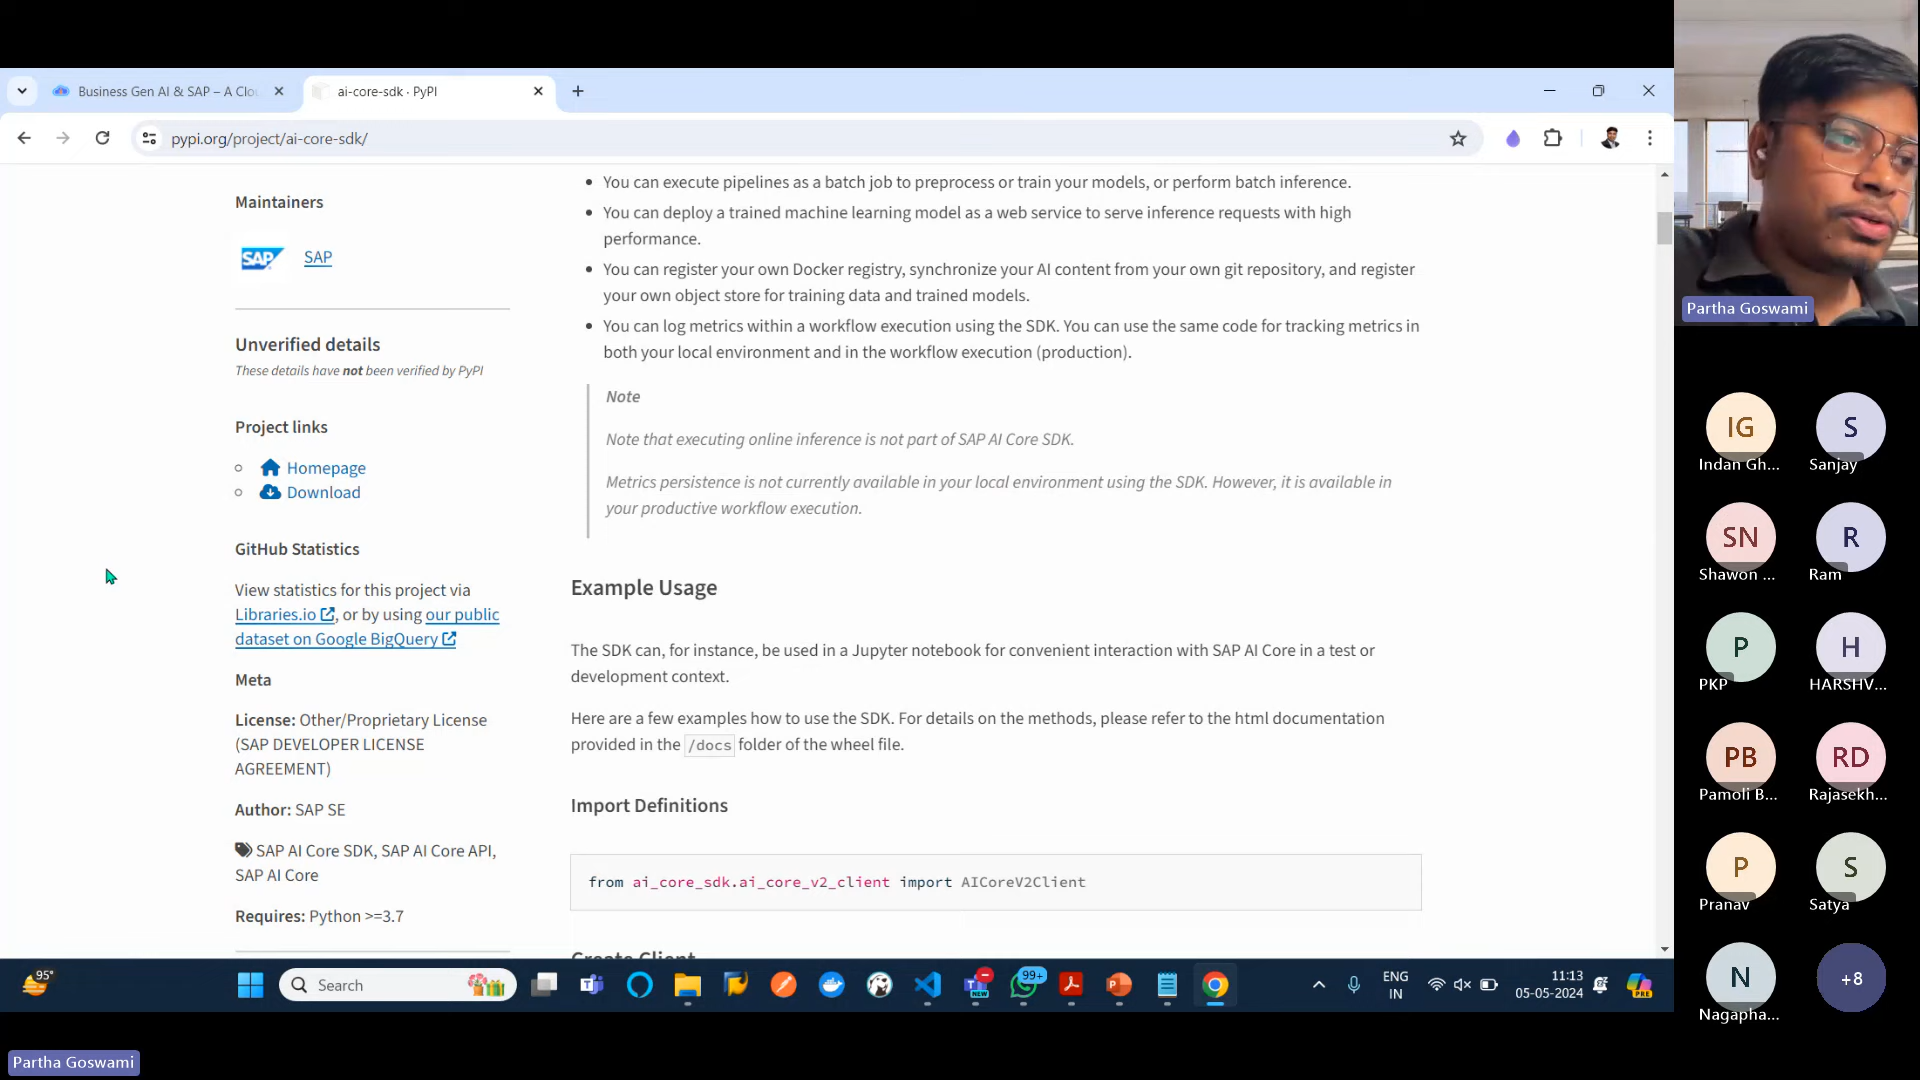 Business Gen AI & SAP – A Clo
ai-core-sdk · PyPI
pypi.org/project/ai-core-sdk/
Maintainers
SAP
SAP
Unverified details
These details have not been verified by PyPI
Project links
Homepage
Download
GitHub Statistics
View statistics for this project via
Libraries.io, or by using our public
dataset on Google BigQuery
Meta
License: Other/Proprietary License
(SAP DEVELOPER LICENSE
AGREEMENT)
Author: SAP SE
SAP AI Core SDK, SAP AI Core API,
SAP AI Core
Requires: Python >=3.7
You can execute pipelines as a batch job to preprocess or train your models, or perform batch inference.
You can deploy a trained machine learning model as a web service to serve inference requests with high
performance.
You can register your own Docker registry, synchronize your AI content from your own git repository, and register
your own object store for training data and trained models.
You can log metrics within a workflow execution using the SDK. You can use the same code for tracking metrics in
both your local environment and in the workflow execution (production).
Note
Note that executing online inference is not part of SAP AI Core SDK.
Metrics persistence is not currently available in your local environment using the SDK. However, it is available in
your productive workflow execution.
Example Usage
The SDK can, for instance, be used in a Jupyter notebook for convenient interaction with SAP AI Core in a test or
development context.
Here are a few examples how to use the SDK. For details on the methods, please refer to the html documentation
provided in the /docs folder of the wheel file.
Import Definitions
from ai_core_sdk.ai_core_v2_client import AICoreV2Client
Create Client
95°
Search
NEW
99+
ENG
IN
11:13
05-05-2024
PRE
Partha Goswami
Partha Goswami
IG
Indan Gh...
S
Sanjay
SN
Shawon ...
R
Ram
P
PKP
H
HARSHV...
PB
Pamoli B...
RD
Rajasekh...
P
Pranav
S
Satya
N
Nagapha...
+8